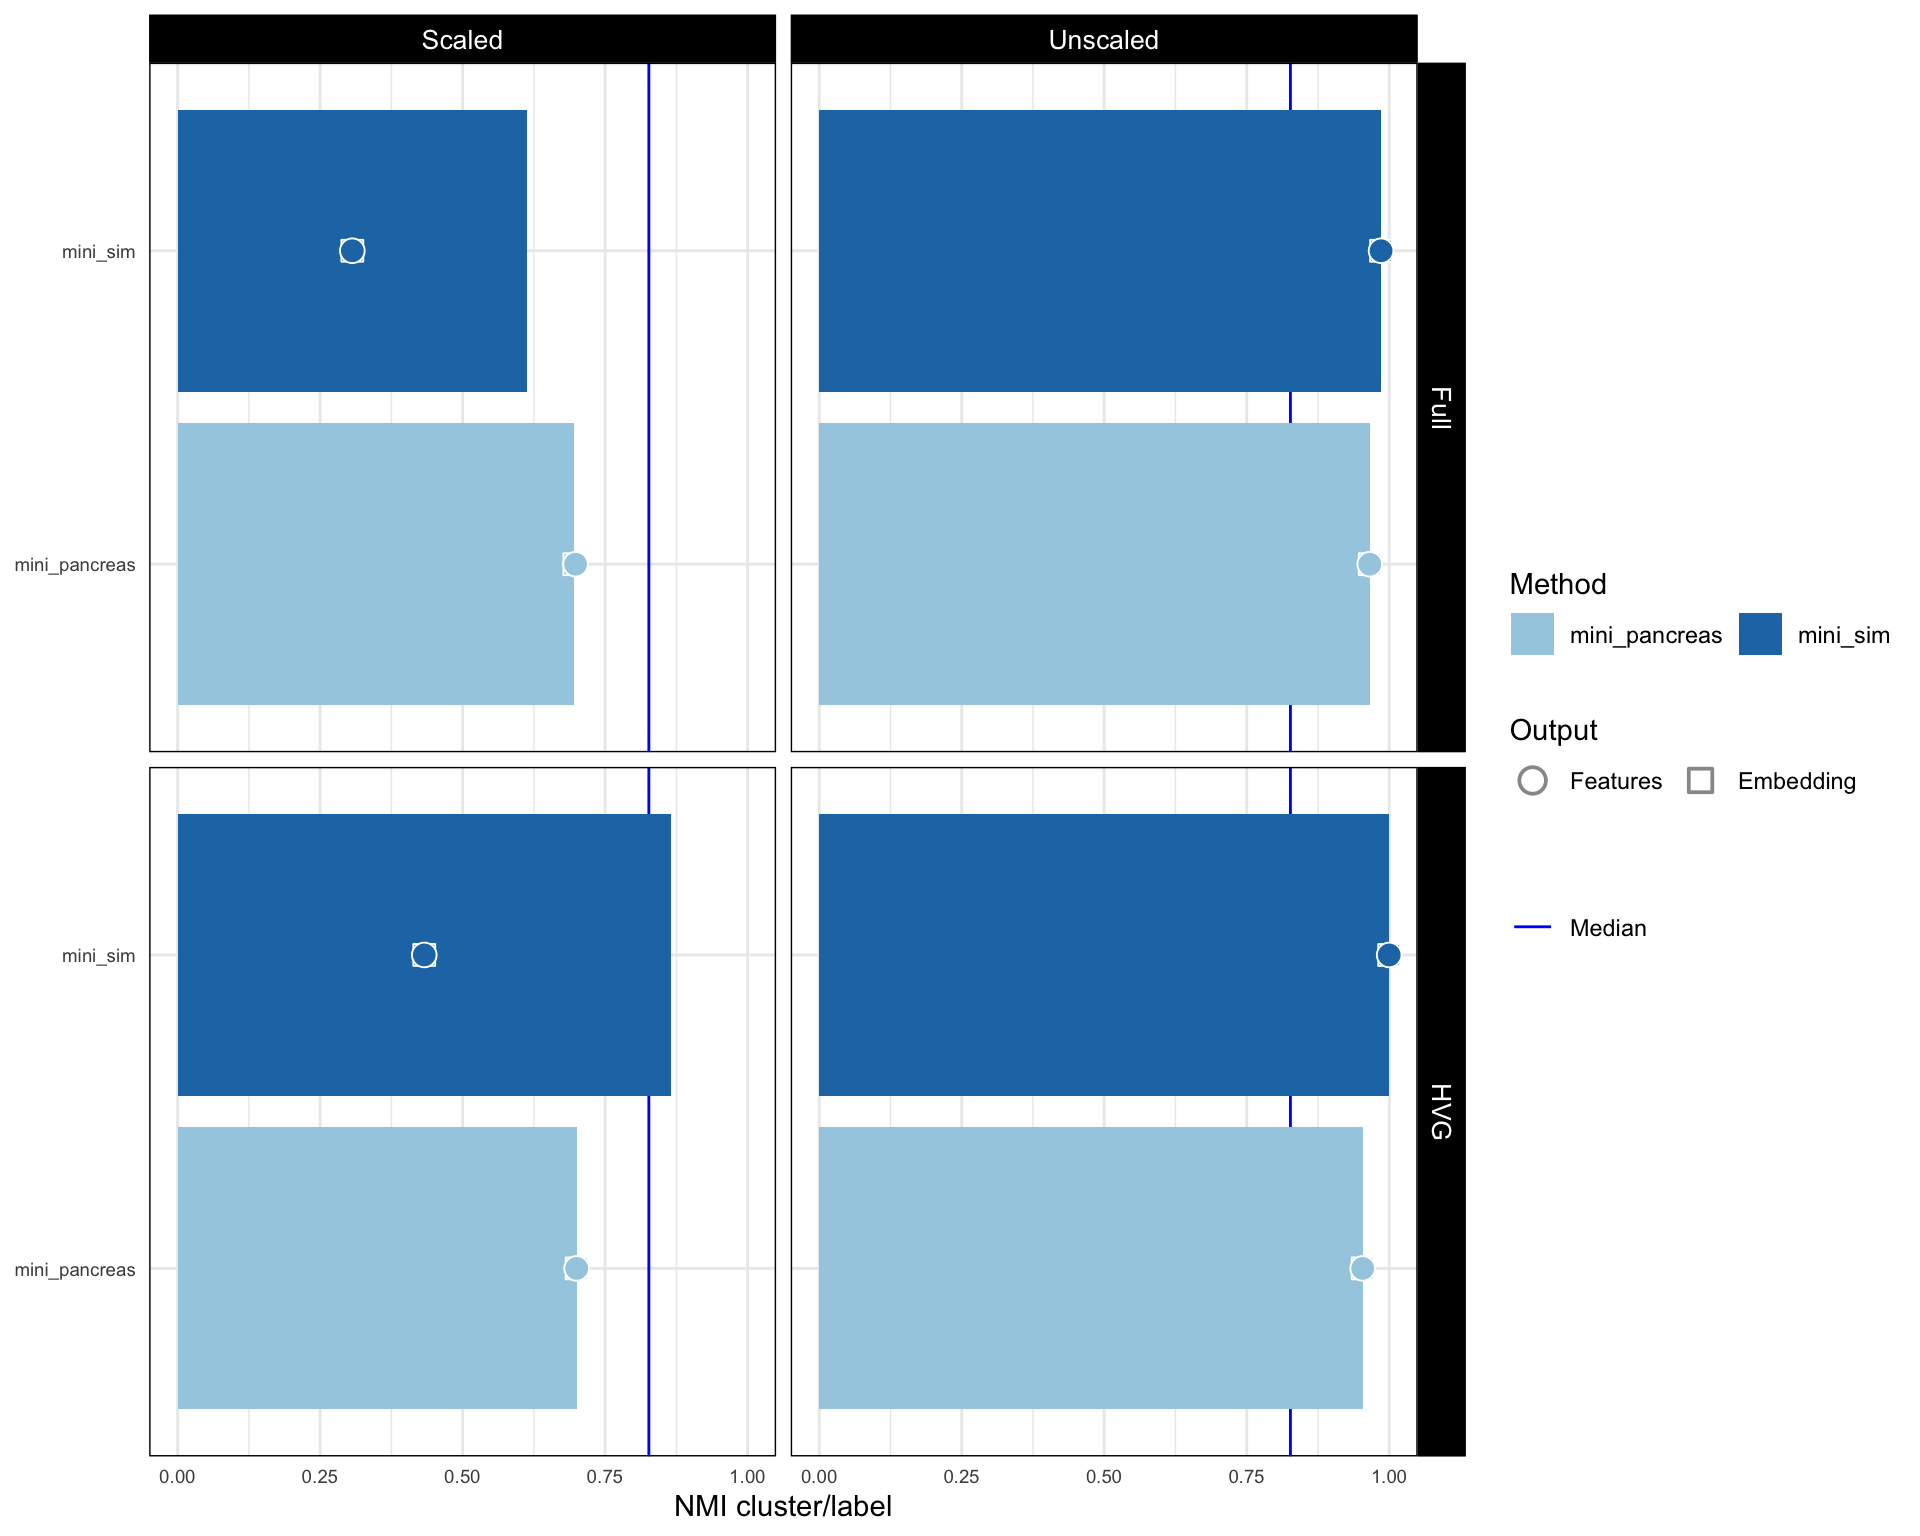 Scaled
Unscaled
mini_sim
mini_pancreas
Full
mini_sim
mini_pancreas
HVG
0.00 0.25 0.50 0.75 1.00
0.00 0.25 0.50 0.75 1.00
NMI cluster/label
Method
mini_pancreas mini_sim
Output
Features Embedding
Median